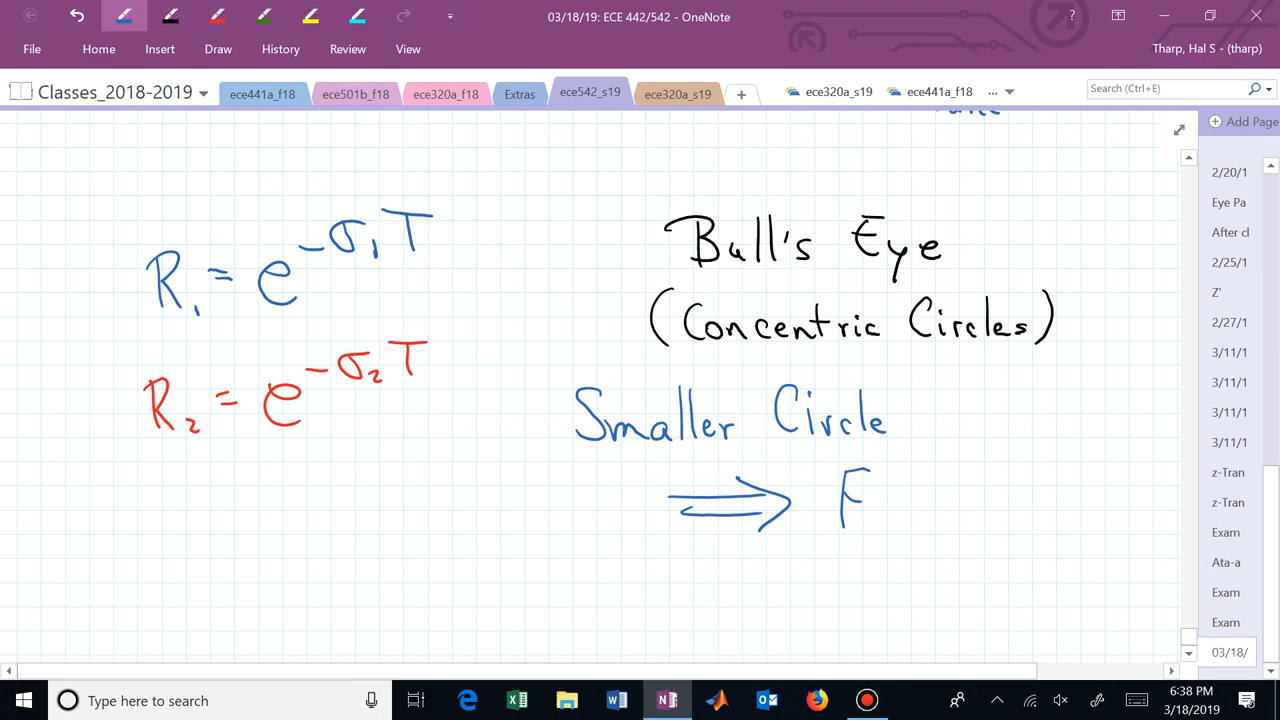 03/18/19: ECE 442/542 - OneNote
File Home Insert Draw History Review View
Tharp, Hal S - (tharp)
Classes_2018-2019
ece441a_f18 ece501b_f18 ece320a_f18 Extras ece542_s19 ece320a_s19
ece320a_s19 ece441a_f18 ...
Search (Ctrl+E)
Add Page
2/20/1
Eye Pa
After cl
2/25/1
Z'
2/27/1
3/11/1
3/11/1
3/11/1
3/11/1
z-Tran
z-Tran
Exam
Ata-a
Exam
Exam
03/18/
R₁ = e^{-σ₁T}
R₂ = e^{-σ₂T}
Bull's Eye
(Concentric Circles)
Smaller Circle
⇒ F
Type here to search
6:38 PM
3/18/2019